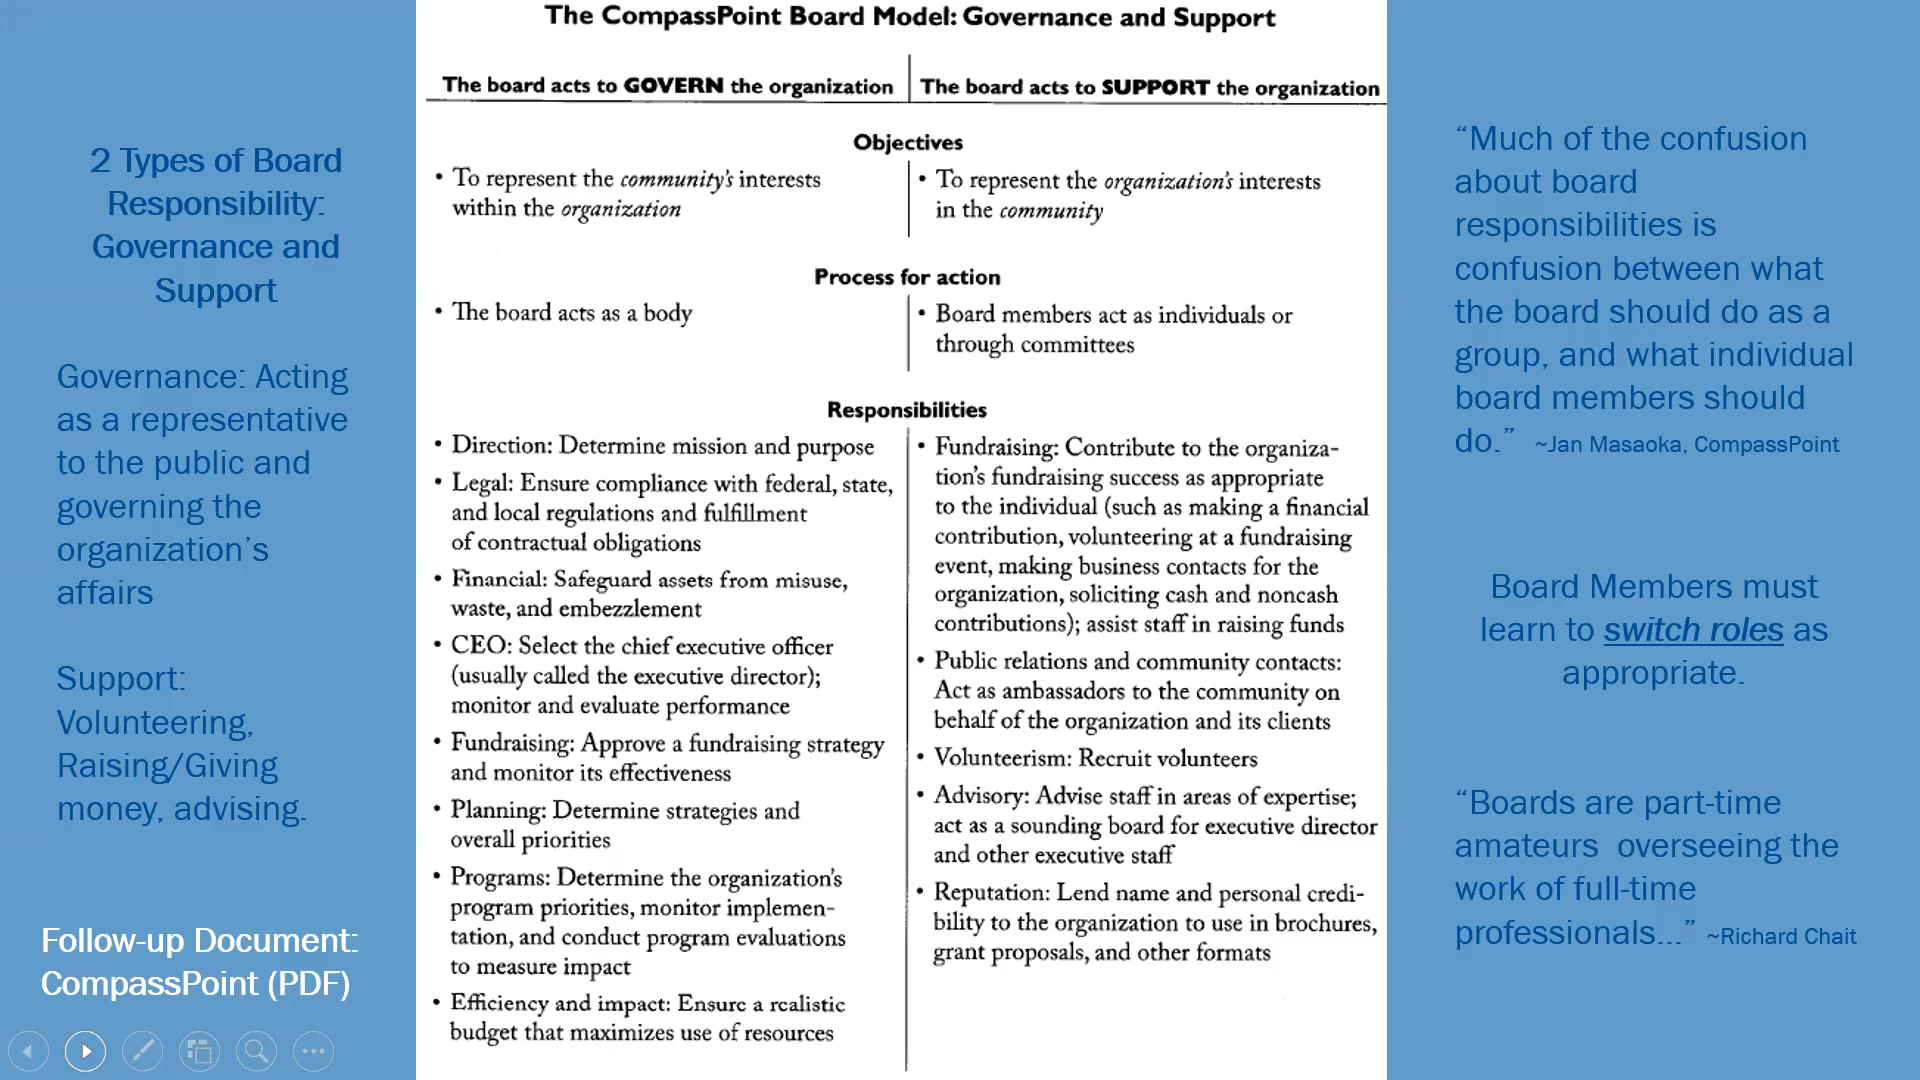 2 Types of Board
Responsibility:
Governance and
Support
Governance: Acting
as a representative
to the public and
governing the
organization's
affairs
Support:
Volunteering,
Raising/Giving
money, advising.
Follow-up Document:
CompassPoint (PDF)
The CompassPoint Board Model: Governance and Support
The board acts to GOVERN the organization
The board acts to SUPPORT the organization
Objectives
• To represent the community's interests
within the organization
• To represent the organization's interests
in the community
Process for action
• The board acts as a body
• Board members act as individuals or
through committees
Responsibilities
• Direction: Determine mission and purpose
• Legal: Ensure compliance with federal, state,
and local regulations and fulfillment
of contractual obligations
• Financial: Safeguard assets from misuse,
waste, and embezzlement
• CEO: Select the chief executive officer
(usually called the executive director);
monitor and evaluate performance
• Fundraising: Approve a fundraising strategy
and monitor its effectiveness
• Planning: Determine strategies and
overall priorities
• Programs: Determine the organization's
program priorities, monitor implemen-
tation, and conduct program evaluations
to measure impact
• Efficiency and impact: Ensure a realistic
budget that maximizes use of resources
• Fundraising: Contribute to the organiza-
tion's fundraising success as appropriate
to the individual (such as making a financial
contribution, volunteering at a fundraising
event, making business contacts for the
organization, soliciting cash and noncash
contributions); assist staff in raising funds
• Public relations and community contacts:
Act as ambassadors to the community on
behalf of the organization and its clients
• Volunteerism: Recruit volunteers
• Advisory: Advise staff in areas of expertise;
act as a sounding board for executive director
and other executive staff
• Reputation: Lend name and personal credi-
bility to the organization to use in brochures,
grant proposals, and other formats
“Much of the confusion
about board
responsibilities is
confusion between what
the board should do as a
group, and what individual
board members should
do.” ~Jan Masaoka, CompassPoint
Board Members must
learn to switch roles as
appropriate.
“Boards are part-time
amateurs overseeing the
work of full-time
professionals...” ~Richard Chait